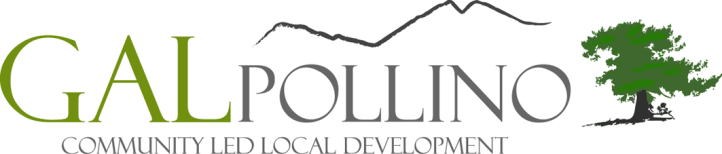 GALPOLLINO
COMMUNITY LED LOCAL DEVELOPMENT